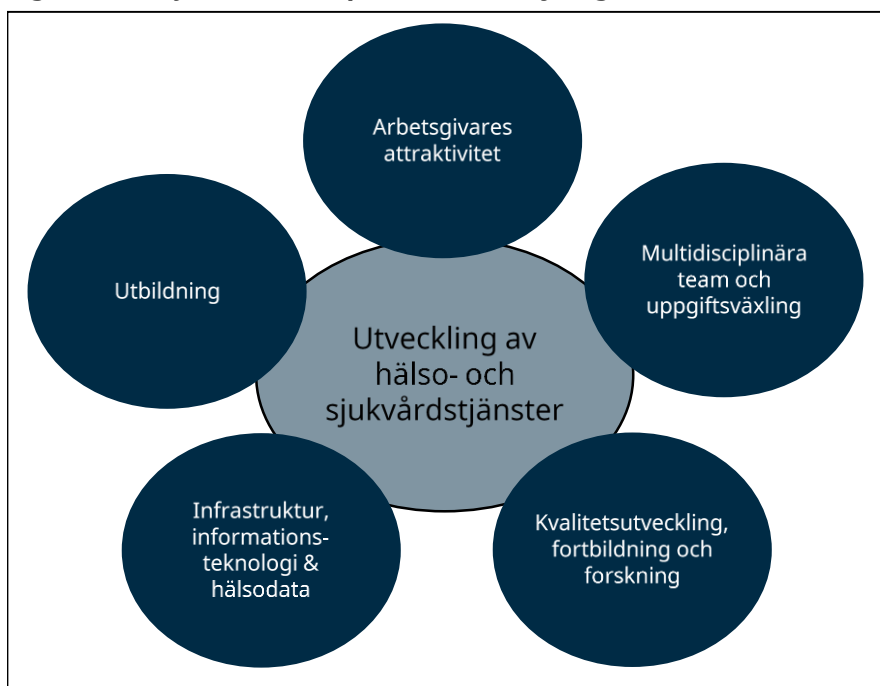 Arbetsgivares
attraktivitet
Multidisciplinära
team och
uppgiftsväxling
Utbildning
Utveckling av
hälso- och
sjukvårdstjänster
Infrastruktur,
informations-
teknologi &
hälsodata
Kvalitetsutveckling,
fortbildning och
forskning